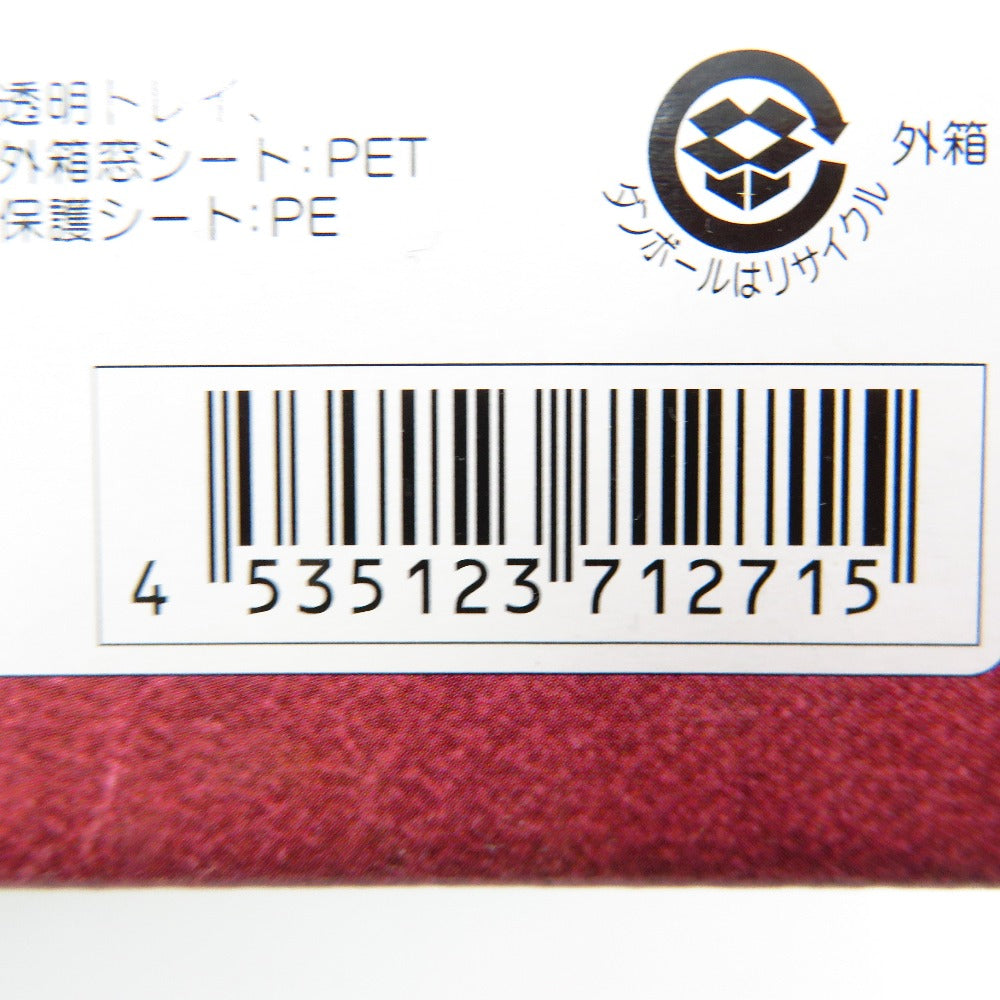 透明トレイ、
外箱窓シート:PET
保護シート:PE
ダンボールはリサイクル
外箱
4 535123 712715